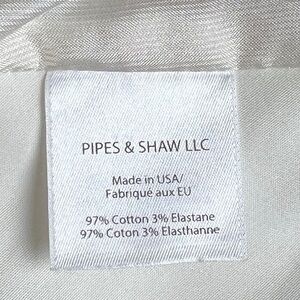 PIPES & SHAW LLC
Made in USA/
Fabriqué aux EU
97% Cotton 3% Elastane
97% Coton 3% Elasthanne